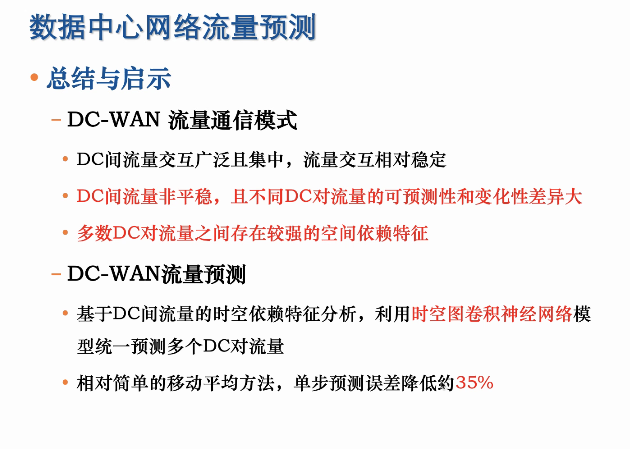 数据中心网络流量预测
• 总结与启示
– DC-WAN 流量通信模式
• DC间流量交互广泛且集中，流量交互相对稳定
• DC间流量非平稳，且不同DC对流量的可预测性和变化性差异大
• 多数DC对流量之间存在较强的空间依赖特征
– DC-WAN流量预测
• 基于DC间流量的时空依赖特征分析，利用时空图卷积神经网络模
型统一预测多个DC对流量
• 相对简单的移动平均方法，单步预测误差降低约35%